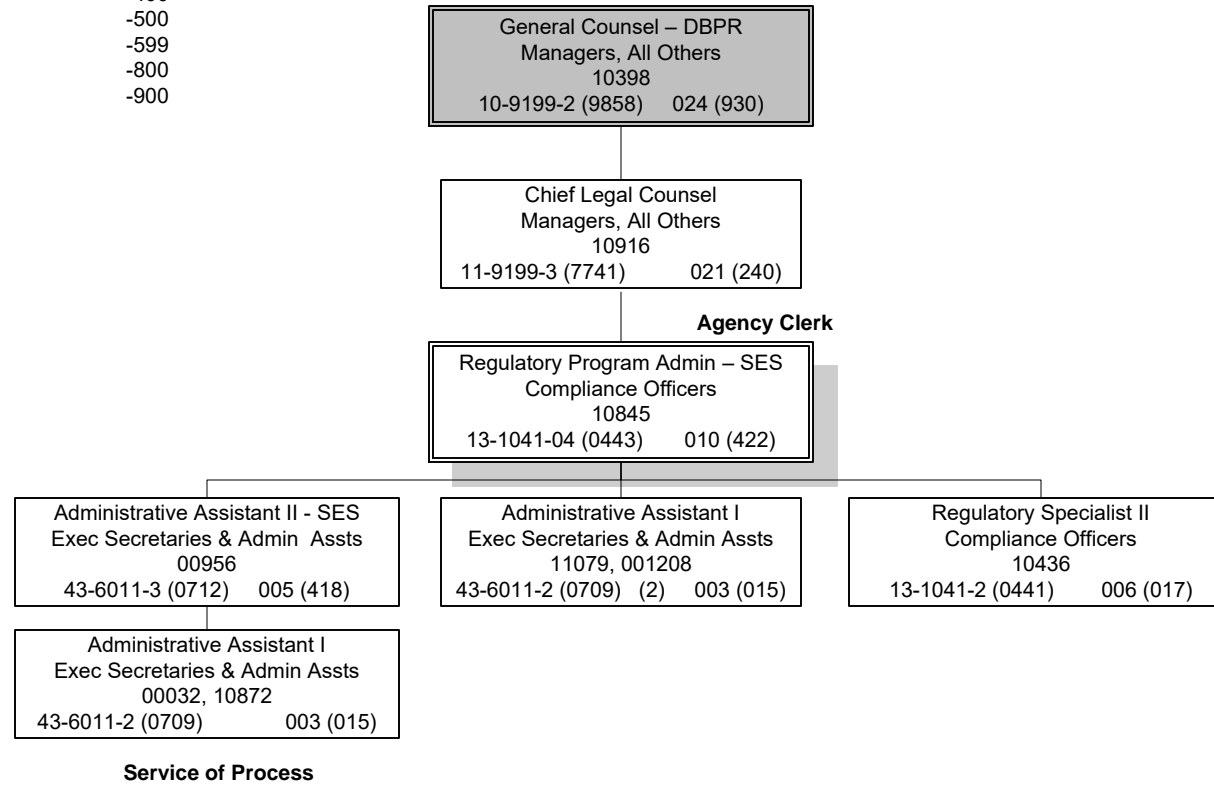 -500
-599
-800
-900
General Counsel – DBPR
Managers, All Others
10398
10-9199-2 (9858) 024 (930)
Chief Legal Counsel
Managers, All Others
10916
11-9199-3 (7741) 021 (240)
Agency Clerk
Regulatory Program Admin – SES
Compliance Officers
10845
13-1041-04 (0443) 010 (422)
Administrative Assistant II - SES
Exec Secretaries & Admin Assts
00956
43-6011-3 (0712) 005 (418)
Administrative Assistant I
Exec Secretaries & Admin Assts
11079, 001208
43-6011-2 (0709) (2) 003 (015)
Regulatory Specialist II
Compliance Officers
10436
13-1041-2 (0441) 006 (017)
Administrative Assistant I
Exec Secretaries & Admin Assts
00032, 10872
43-6011-2 (0709) 003 (015)
Service of Process